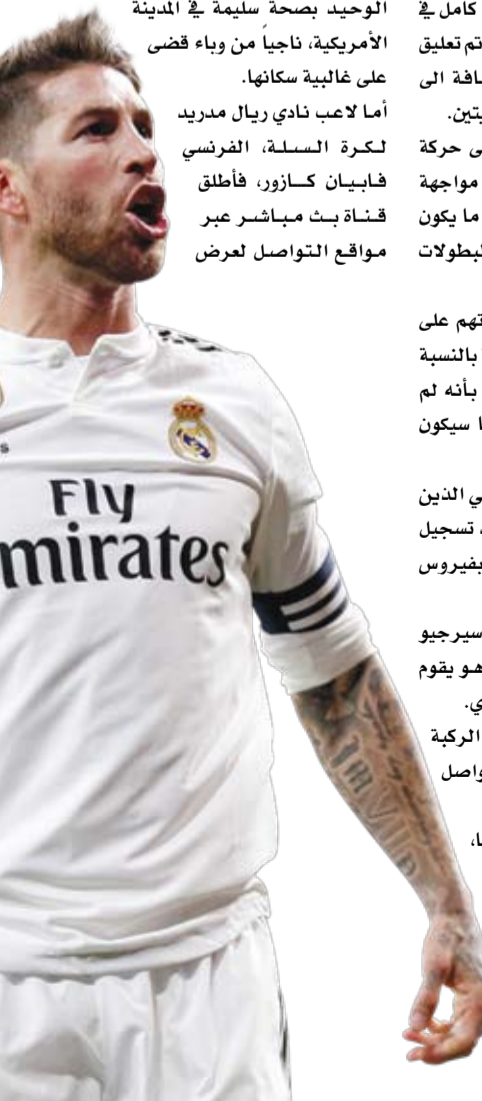 كامل في
تم تعليق
افة الى
يتين.
ى حركة
مواجهة
ما يكون
لبطولات
تهم على
بالنسبة
بأنه لم
ا سيكون
ي الذين
، تسجيل
بفيروس
سيرجيو
هو يقوم
ي.
الركبة
واصل
ا،
الوحيد بصحة سليمة في المدينة
الأمريكية، ناجياً من وباء قضى
على غالبية سكانها.
أما لاعب نادي ريال مدريد
لكرة السلة، الفرنسي
فابيان كازور، فأطلق
قناة بث مباشر عبر
مواقع التواصل لعرض
Fly
mirates